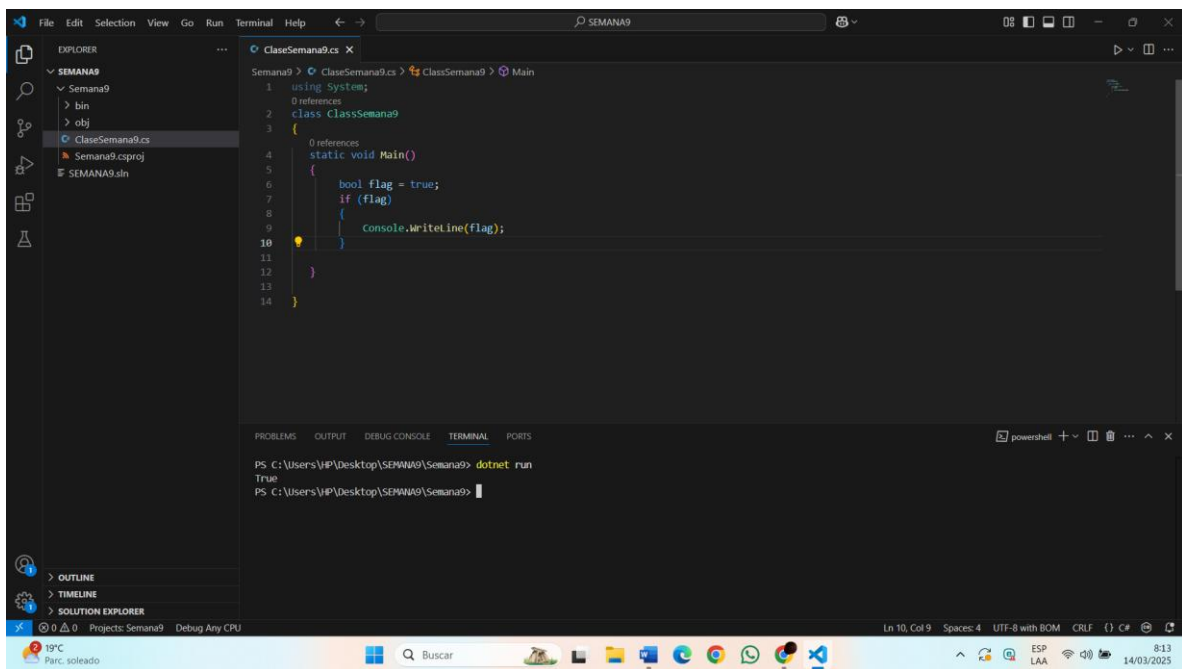 File Edit Selection View Go Run Terminal Help
SEMANA9
EXPLORER
SEMANA9
Semana9
bin
obj
ClaseSemana9.cs
Semana9.csproj
SEMANA9.sln
OUTLINE
TIMELINE
SOLUTION EXPLORER
ClaseSemana9.cs
Semana9 > ClaseSemana9.cs > ClassSemana9 > Main
1 using System;
0 references
2 class ClassSemana9
3 {
0 references
4 static void Main()
5 {
6 bool flag = true;
7 if (flag)
8 {
9 Console.WriteLine(flag);
10 }
11
12 }
13
14 }
PROBLEMS OUTPUT DEBUG CONSOLE TERMINAL PORTS
powershell
PS C:\Users\HP\Desktop\SEMANA9\Semana9> dotnet run
True
PS C:\Users\HP\Desktop\SEMANA9\Semana9>
0 0 Projects: Semana9 Debug Any CPU
Ln 10, Col 9 Spaces: 4 UTF-8 with BOM CRLF {} C#
19°C
Parc. soleado
Buscar
ESP
LAA
8:13
14/03/2025